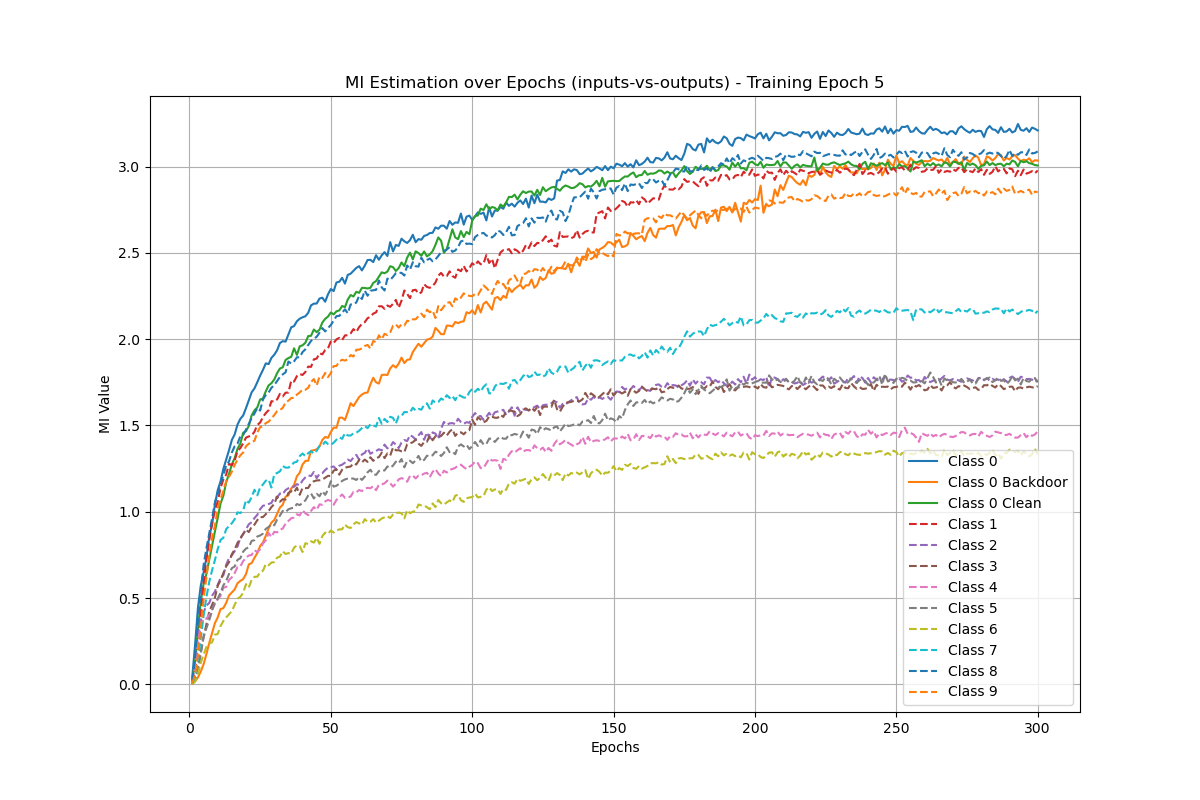 MI Estimation over Epochs (inputs-vs-outputs) - Training Epoch 5
MI Value
3.0
2.5
2.0
1.5
1.0
0.5
0.0
Class 0
Class 0 Backdoor
Class 0 Clean
Class 1
Class 2
Class 3
Class 4
Class 5
Class 6
Class 7
Class 8
Class 9
0 50 100 150 200 250 300
Epochs